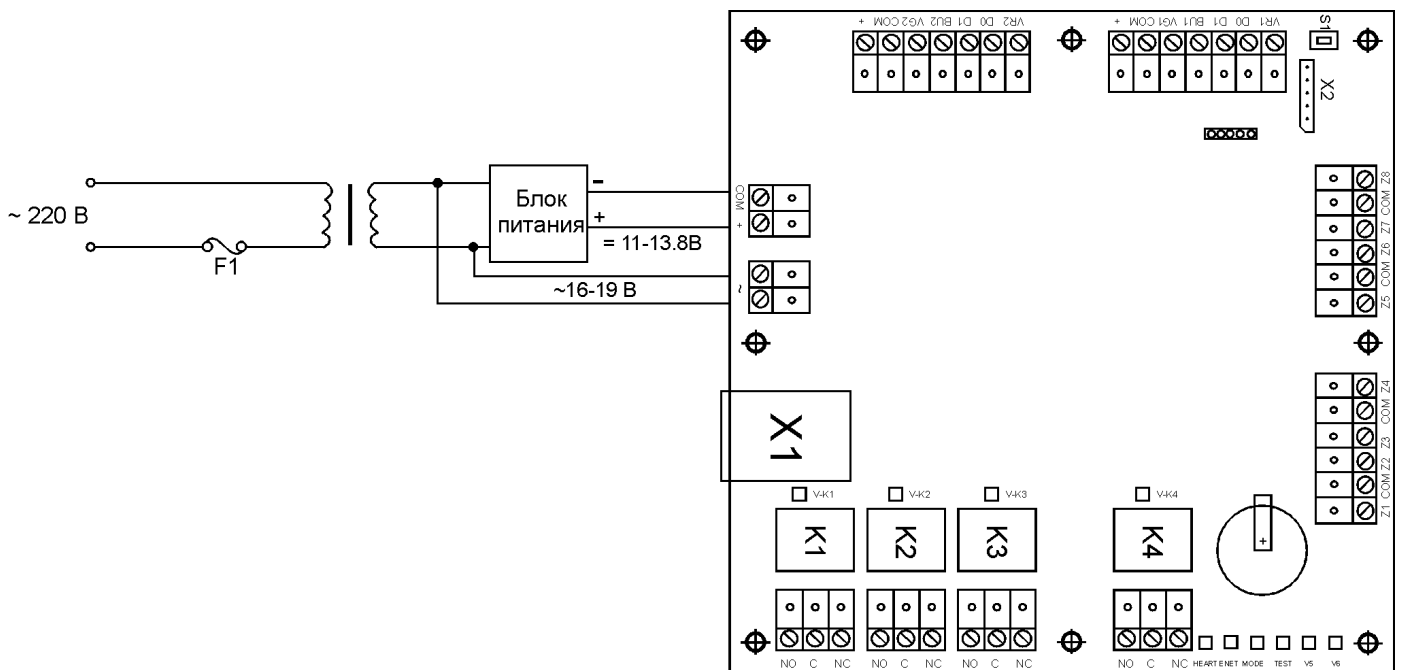 + COM VG2 BU2 D1 D0 VR2
+ COM VG1 BU1 D1 D0 VR1
S1
X2
~ 220 В
F1
Блок
питания
-
+
= 11-13.8В
~16-19 В
COM
+
~
Z8
COM
Z7
Z6
COM
Z5
Z4
COM
Z3
Z2
COM
Z1
X1
V-K1
V-K2
V-K3
V-K4
K1
K2
K3
K4
+
NO C NC
NO C NC
NO C NC
NO C NC
HEART ENET MODE TEST V5 V6